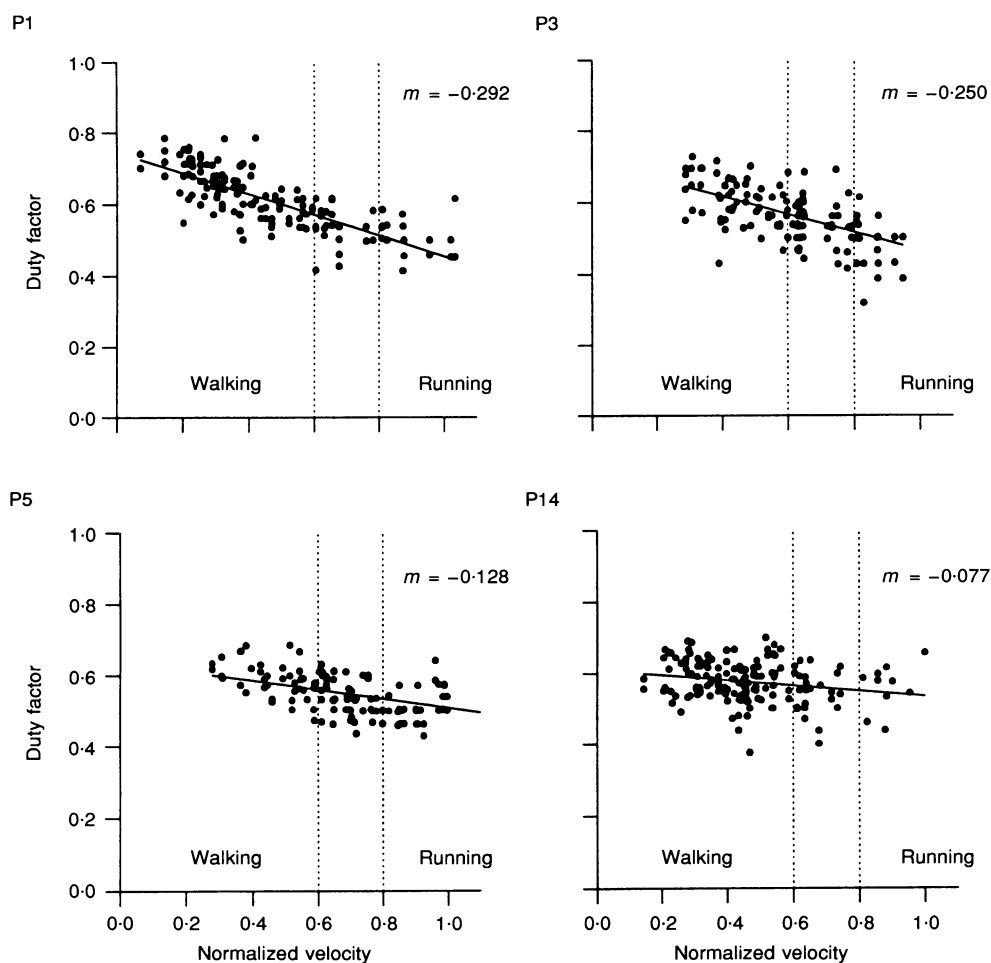 P1
P3
1·0
0·8
0·6
0·4
0·2
0·0
Duty factor
m = −0·292
Walking
Running
m = −0·250
Walking
Running
P5
P14
1·0
0·8
0·6
0·4
0·2
0·0
Duty factor
m = −0·128
Walking
Running
m = −0·077
Walking
Running
0·0 0·2 0·4 0·6 0·8 1·0
0·0 0·2 0·4 0·6 0·8 1·0
Normalized velocity
Normalized velocity